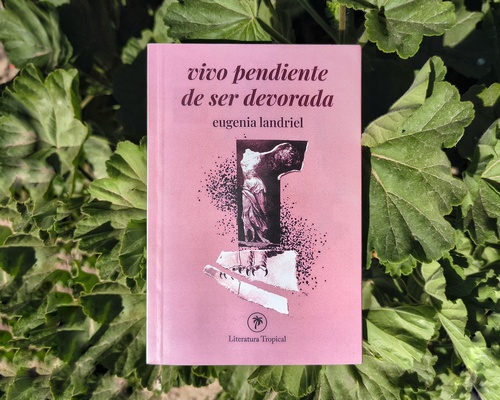 vivo pendiente
de ser devorada
eugenia landriel
Literatura Tropical